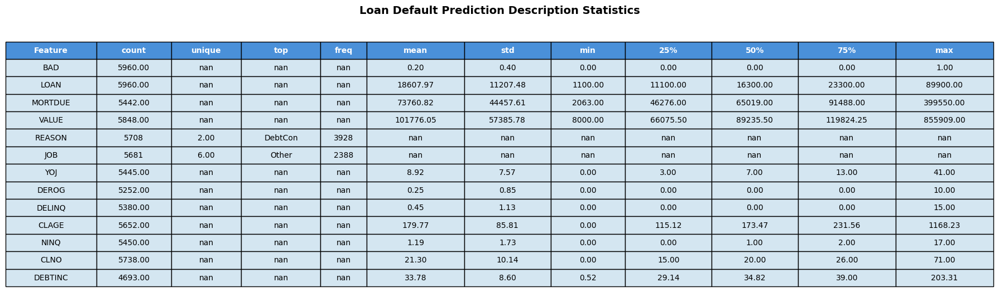 Loan Default Prediction Description Statistics
Feature count unique top freq mean std min 25% 50% 75% max
BAD 5960.00 nan nan nan 0.20 0.40 0.00 0.00 0.00 0.00 1.00
LOAN 5960.00 nan nan nan 18607.97 11207.48 1100.00 11100.00 16300.00 23300.00 89900.00
MORTDUE 5442.00 nan nan nan 73760.82 44457.61 2063.00 46276.00 65019.00 91488.00 399550.00
VALUE 5848.00 nan nan nan 101776.05 57385.78 8000.00 66075.50 89235.50 119824.25 855909.00
REASON 5708 2.00 DebtCon 3928 nan nan nan nan nan nan nan
JOB 5681 6.00 Other 2388 nan nan nan nan nan nan nan
YOJ 5445.00 nan nan nan 8.92 7.57 0.00 3.00 7.00 13.00 41.00
DEROG 5252.00 nan nan nan 0.25 0.85 0.00 0.00 0.00 0.00 10.00
DELINQ 5380.00 nan nan nan 0.45 1.13 0.00 0.00 0.00 0.00 15.00
CLAGE 5652.00 nan nan nan 179.77 85.81 0.00 115.12 173.47 231.56 1168.23
NINQ 5450.00 nan nan nan 1.19 1.73 0.00 0.00 1.00 2.00 17.00
CLNO 5738.00 nan nan nan 21.30 10.14 0.00 15.00 20.00 26.00 71.00
DEBTINC 4693.00 nan nan nan 33.78 8.60 0.52 29.14 34.82 39.00 203.31